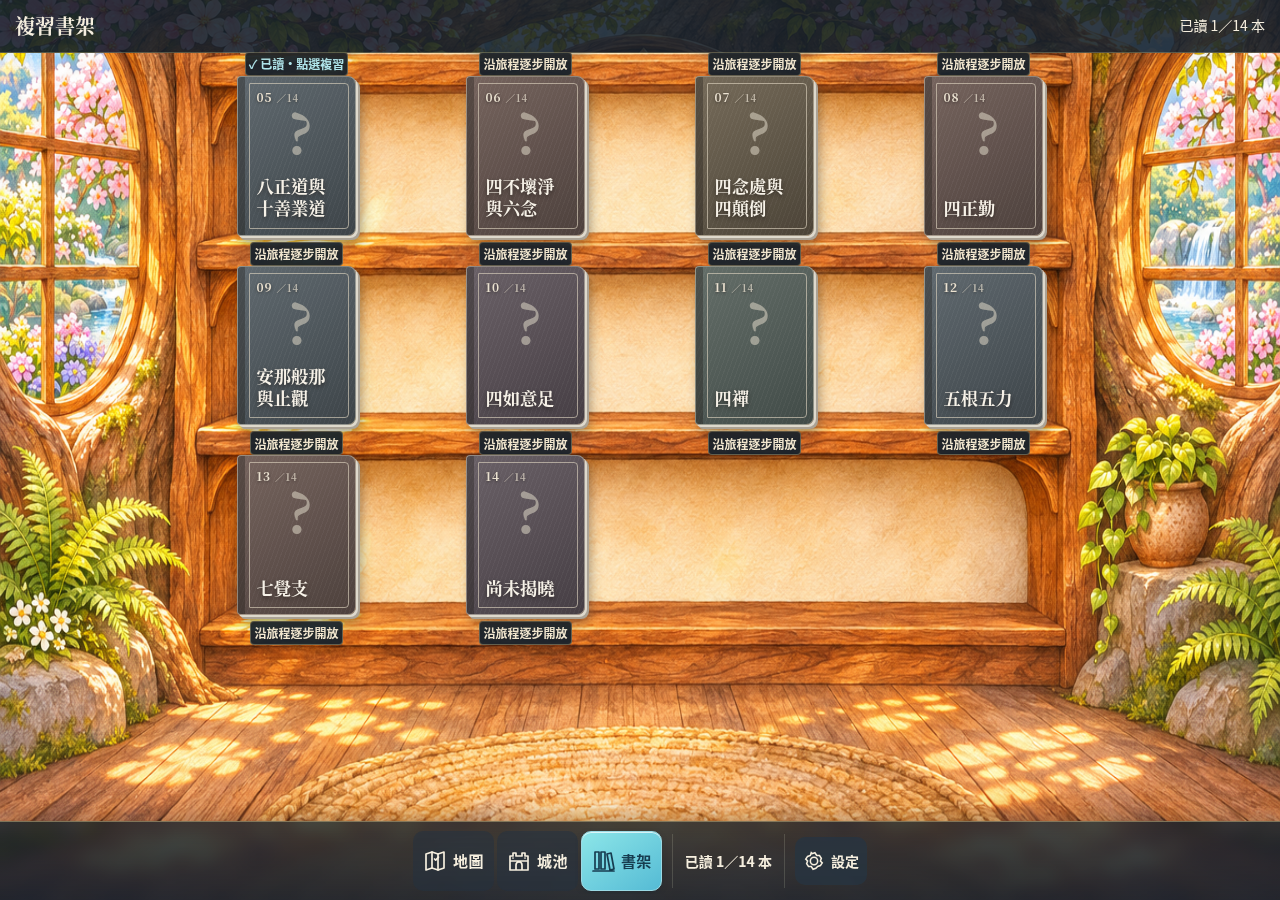 複習書架
已讀 1／14 本
✓ 已讀・點選複習
沿旅程逐步開放
沿旅程逐步開放
沿旅程逐步開放
05 ／14
?
八正道與
十善業道
06 ／14
?
四不壞淨
與六念
07 ／14
?
四念處與
四顛倒
08 ／14
?
四正勤
沿旅程逐步開放
沿旅程逐步開放
沿旅程逐步開放
沿旅程逐步開放
09 ／14
?
安那般那
與止觀
10 ／14
?
四如意足
11 ／14
?
四禪
12 ／14
?
五根五力
沿旅程逐步開放
沿旅程逐步開放
沿旅程逐步開放
沿旅程逐步開放
13 ／14
?
七覺支
14 ／14
?
尚未揭曉
沿旅程逐步開放
沿旅程逐步開放
地圖
城池
書架
已讀 1／14 本
設定